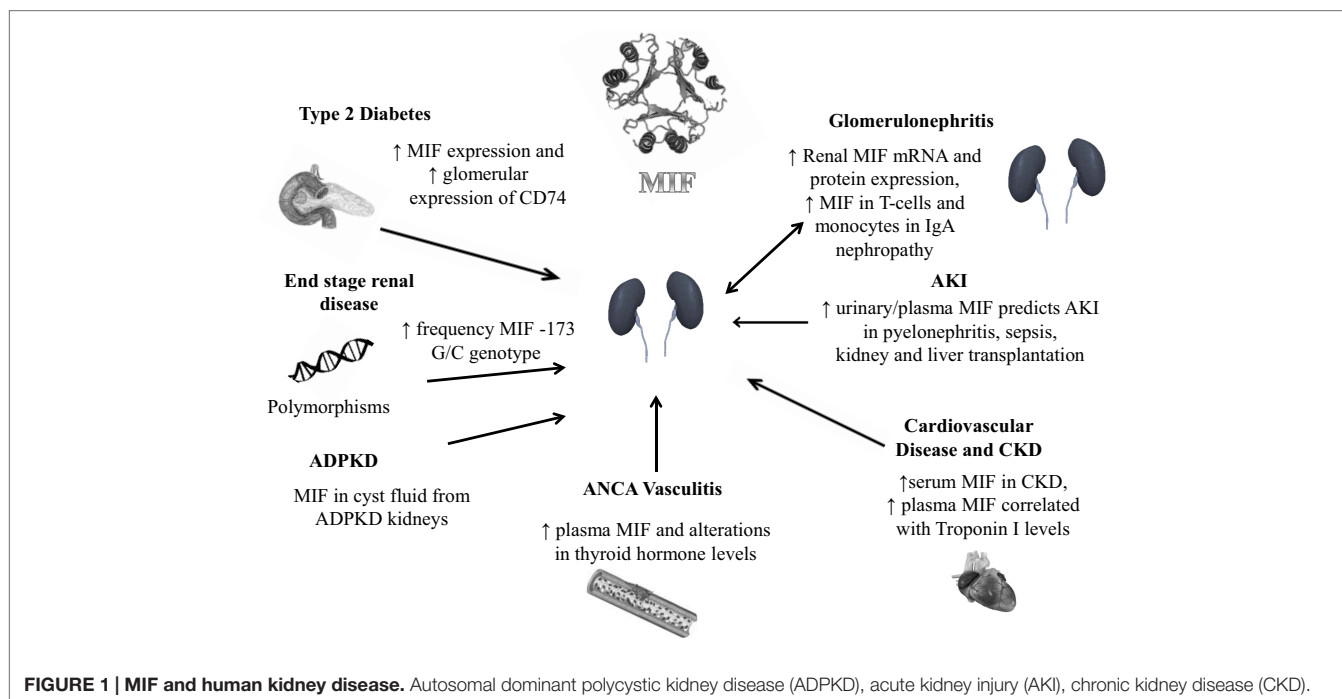 MIF
Type 2 Diabetes
↑ MIF expression and
↑ glomerular
expression of CD74
End stage renal
disease
↑ frequency MIF -173
G/C genotype
Polymorphisms
ADPKD
MIF in cyst fluid from
ADPKD kidneys
ANCA Vasculitis
↑ plasma MIF and alterations
in thyroid hormone levels
Glomerulonephritis
↑ Renal MIF mRNA and
protein expression,
↑ MIF in T-cells and
monocytes in IgA
nephropathy
AKI
↑ urinary/plasma MIF predicts AKI
in pyelonephritis, sepsis,
kidney and liver transplantation
Cardiovascular
Disease and CKD
↑serum MIF in CKD,
↑ plasma MIF correlated
with Troponin I levels
FIGURE 1 | MIF and human kidney disease. Autosomal dominant polycystic kidney disease (ADPKD), acute kidney injury (AKI), chronic kidney disease (CKD).